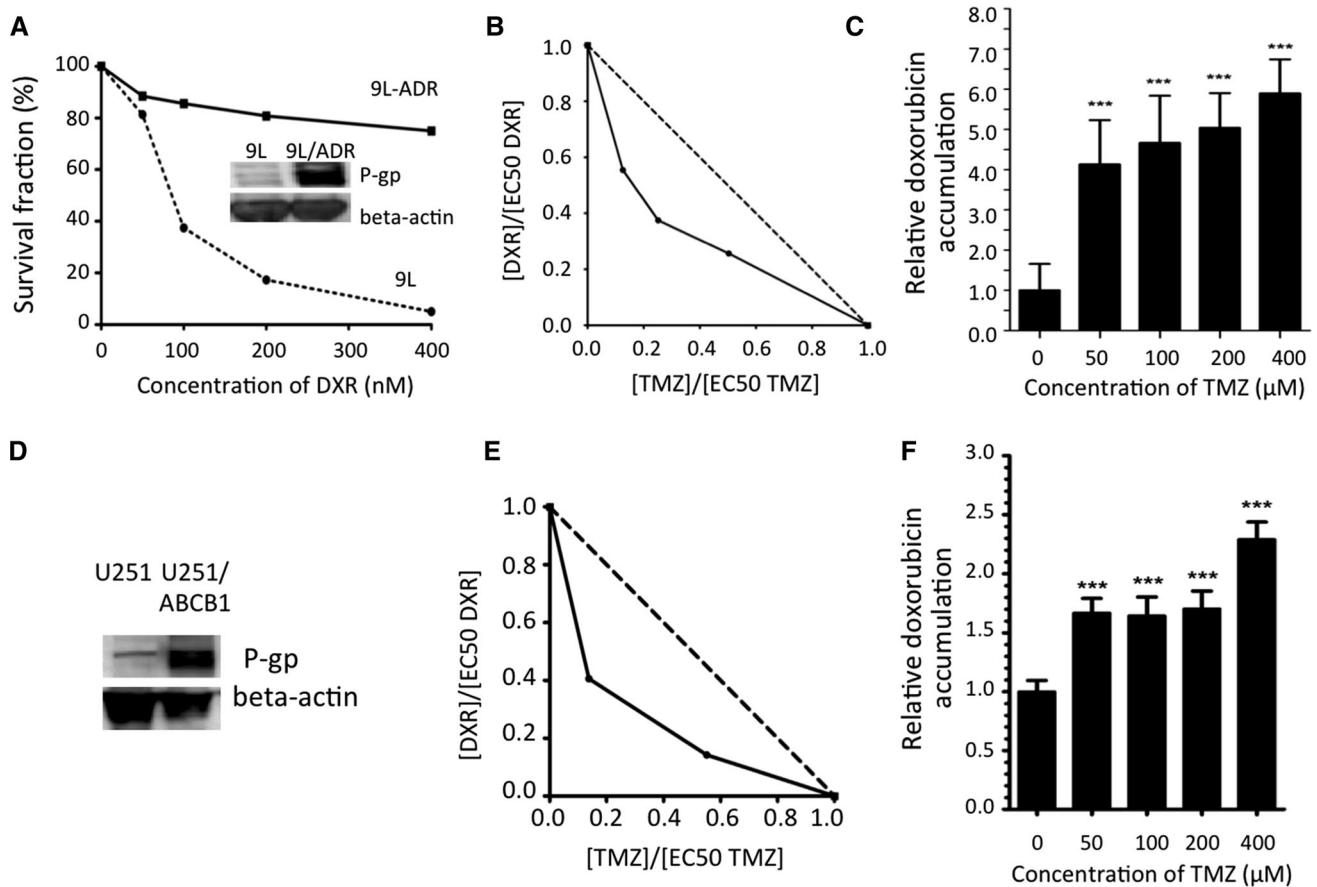 A
Survival fraction (%)
100
80
60
40
20
0
9L-ADR
9L 9L/ADR
P-gp
beta-actin
9L
0 100 200 300 400
Concentration of DXR (nM)
B
[DXR]/[EC50 DXR]
1.0
0.8
0.6
0.4
0.2
0.0
0.0 0.2 0.4 0.6 0.8 1.0
[TMZ]/[EC50 TMZ]
C
Relative doxorubicin
accumulation
8.0
7.0
6.0
5.0
4.0
3.0
2.0
1.0
0.0
*** *** *** ***
0 50 100 200 400
Concentration of TMZ (µM)
D
U251 U251/
ABCB1
P-gp
beta-actin
E
[DXR]/[EC50 DXR]
1.0
0.8
0.6
0.4
0.2
0.0
0.0 0.2 0.4 0.6 0.8 1.0
[TMZ]/[EC50 TMZ]
F
Relative doxorubicin
accumulation
3.0
2.5
2.0
1.5
1.0
0.5
0.0
*** *** *** ***
0 50 100 200 400
Concentration of TMZ (µM)